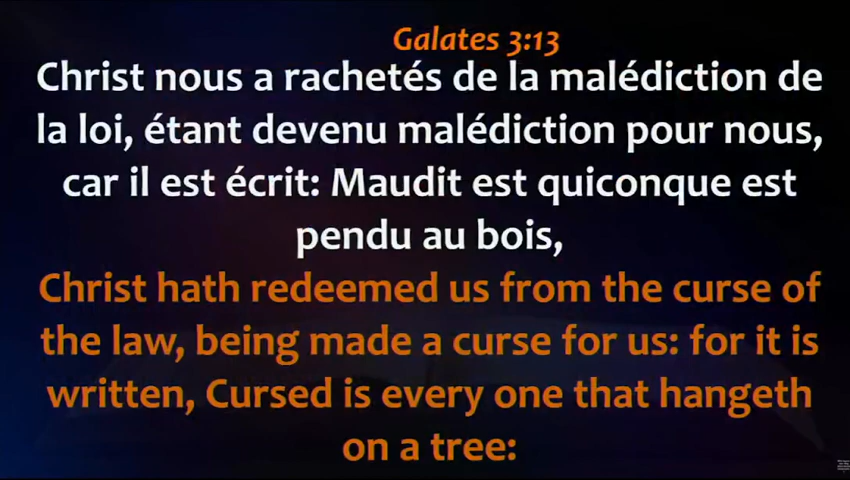 Galates 3:13
Christ nous a rachetés de la malédiction de
la loi, étant devenu malédiction pour nous,
car il est écrit: Maudit est quiconque est
pendu au bois,
Christ hath redeemed us from the curse of
the law, being made a curse for us: for it is
written, Cursed is every one that hangeth
on a tree: